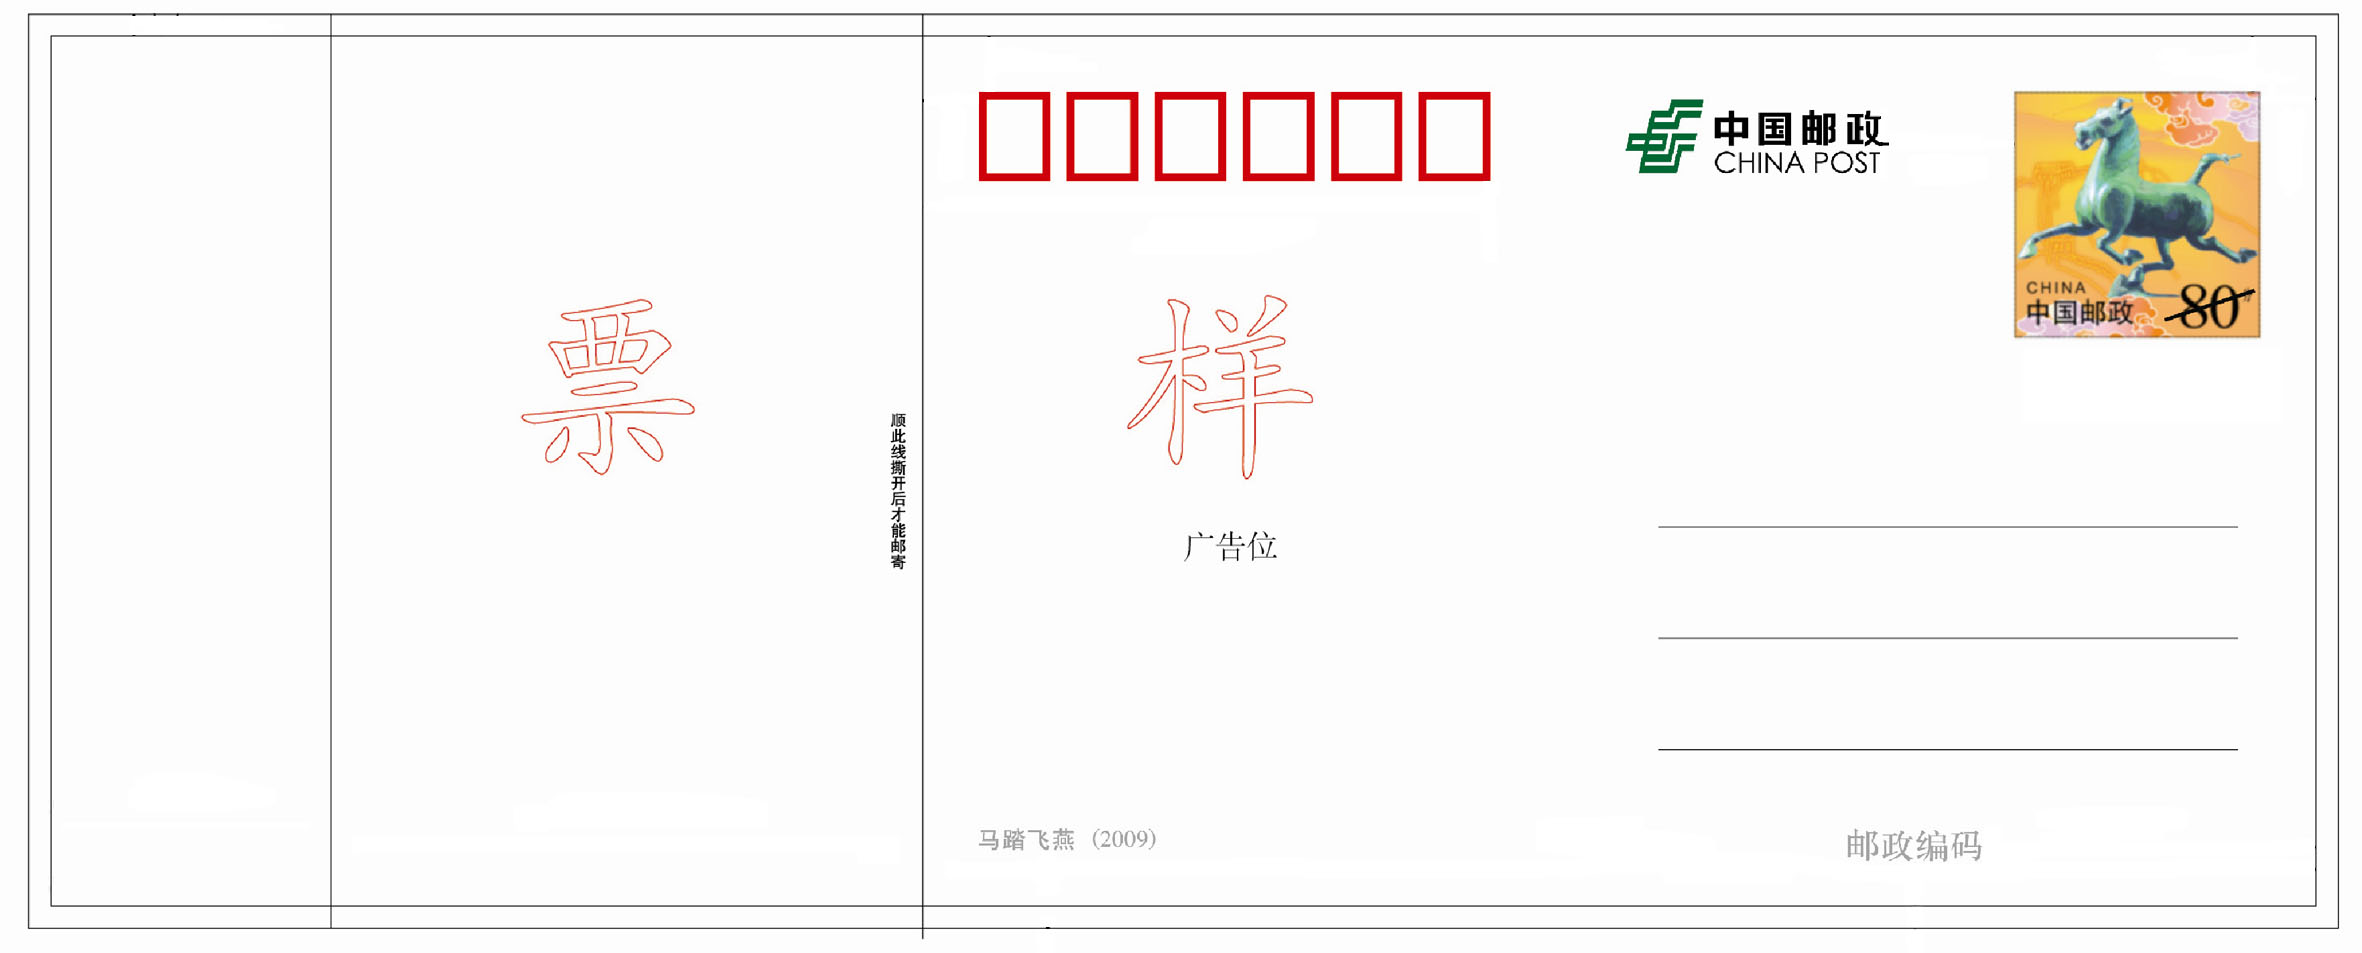 中国邮政
CHINA POST
CHINA
中国邮政 80
票
样
顺此线撕开后才能邮寄
广告位
马踏飞燕 (2009)
邮政编码